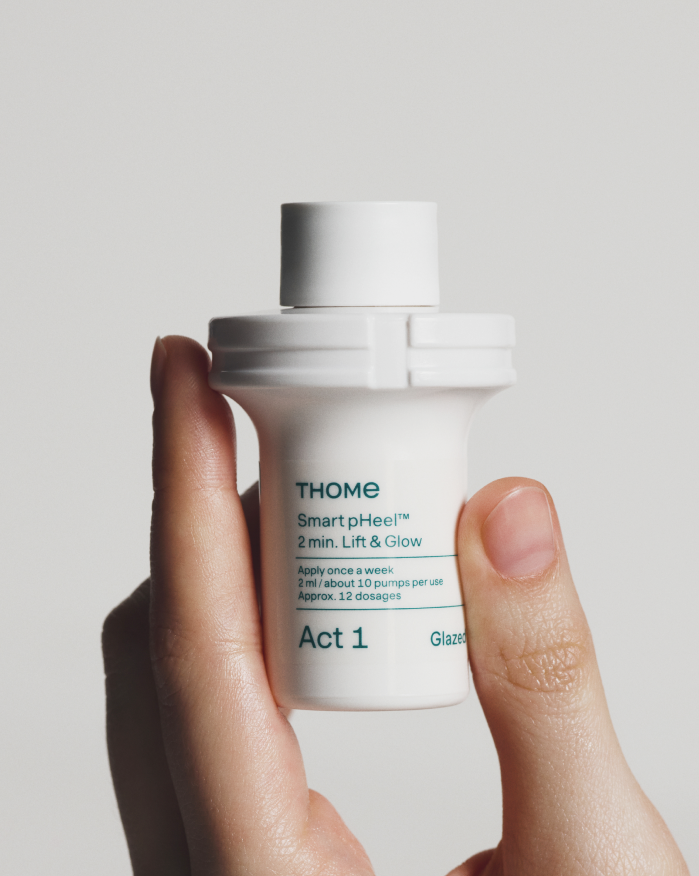 THOMe
Smart pHeel™
2 min. Lift & Glow
Apply once a week
2 ml / about 10 pumps per use
Approx. 12 dosages
Act 1